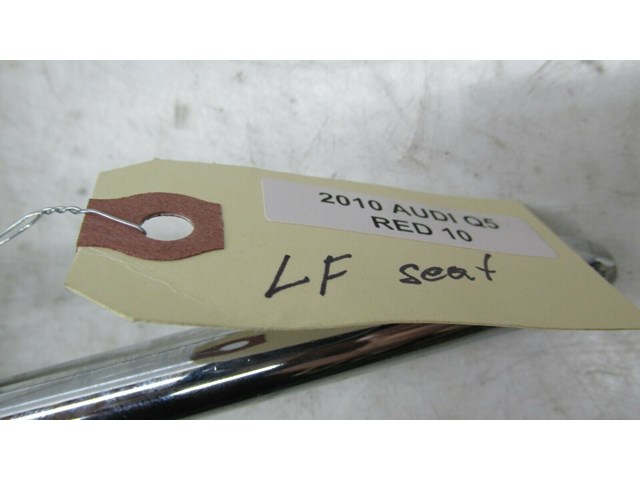 2010 AUDI Q5
RED 10
LF seat